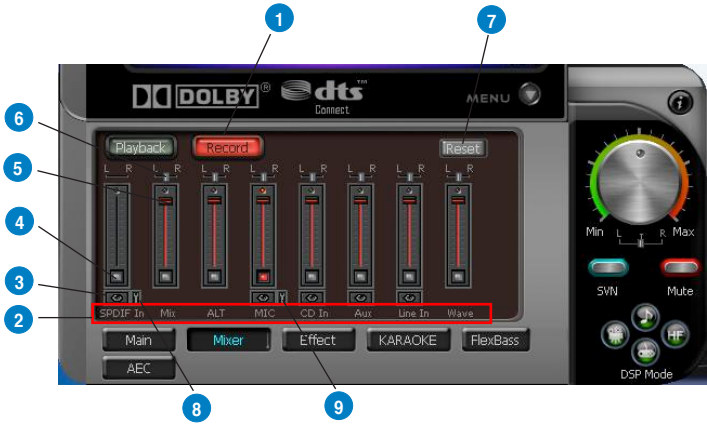 1
7
DOLBY®
dts™
Connect
MENU
i
6
Playback
Record
Reset
L R L R L R L R L R L R L R L R
5
4
3
2
Min L T R Max
SVN
Mute
SPDIF In Mix ALT MIC CD In Aux Line In Wave
Main
Mixer
Effect
KARAOKE
FlexBass
HF
AEC
DSP Mode
8
9